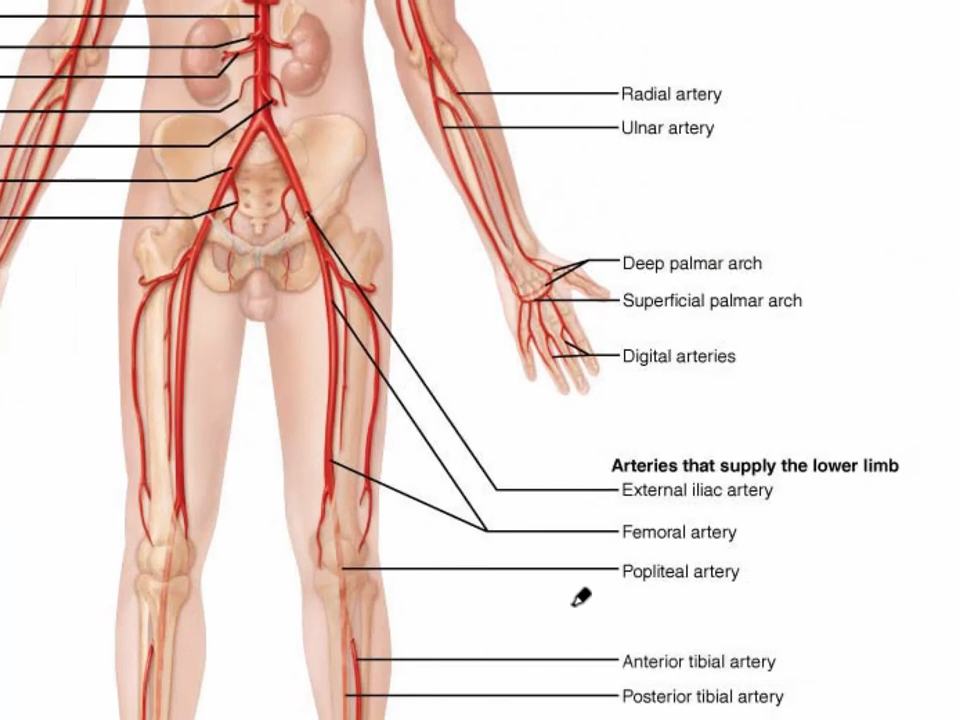 Radial artery
Ulnar artery
Deep palmar arch
Superficial palmar arch
Digital arteries
Arteries that supply the lower limb
External iliac artery
Femoral artery
Popliteal artery
Anterior tibial artery
Posterior tibial artery